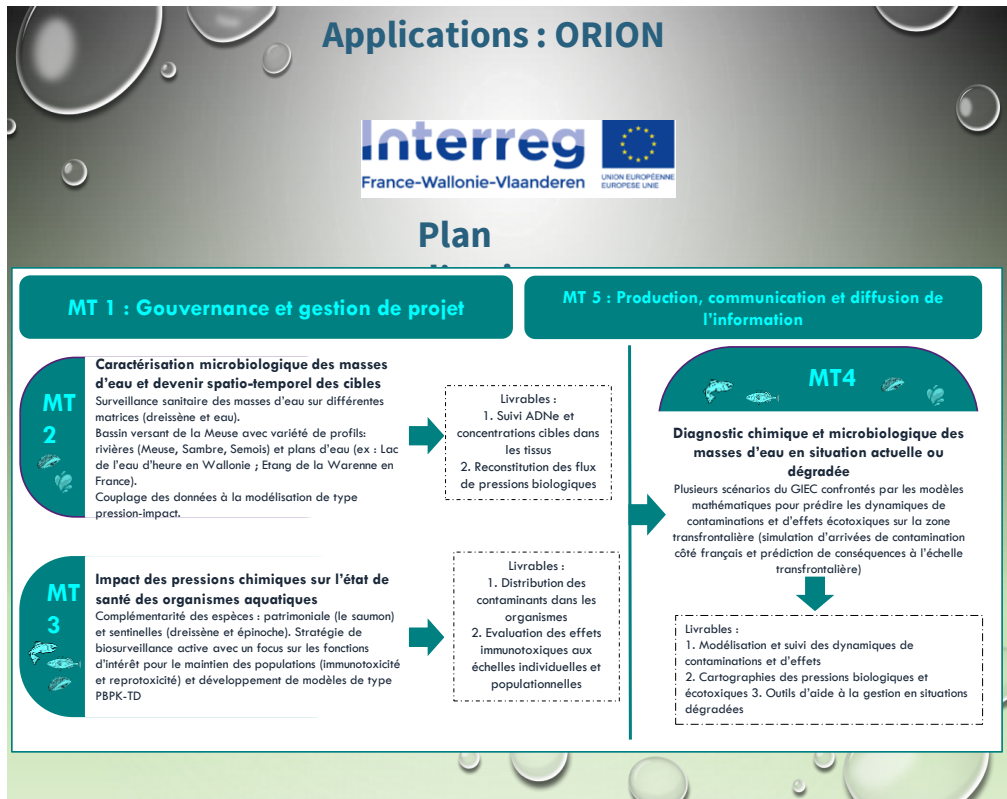 Applications : ORION
Interreg
France-Wallonie-Vlaanderen
UNION EUROPÉENNE
EUROPESE UNIE
Plan
MT 1 : Gouvernance et gestion de projet
MT 5 : Production, communication et diffusion de
l'information
MT
2
Caractérisation microbiologique des masses
d'eau et devenir spatio-temporel des cibles
Surveillance sanitaire des masses d'eau sur différentes
matrices (dreissène et eau).
Bassin versant de la Meuse avec variété de profils:
rivières (Meuse, Sambre, Semois) et plans d'eau (ex : Lac
de l'eau d'heure en Wallonie ; Etang de la Warenne en
France).
Couplage des données à la modélisation de type
pression-impact.
Livrables :
1. Suivi ADNe et
concentrations cibles dans
les tissus
2. Reconstitution des flux
de pressions biologiques
MT
3
Impact des pressions chimiques sur l'état de
santé des organismes aquatiques
Complémentarité des espèces : patrimoniale (le saumon)
et sentinelles (dreissène et épinoche). Stratégie de
biosurveillance active avec un focus sur les fonctions
d'intérêt pour le maintien des populations (immunotoxicité
et reprotoxicité) et développement de modèles de type
PBPK-TD
Livrables :
1. Distribution des
contaminants dans les
organismes
2. Evaluation des effets
immunotoxiques aux
échelles individuelles et
populationnelles
MT4
Diagnostic chimique et microbiologique des
masses d'eau en situation actuelle ou
dégradée
Plusieurs scénarios du GIEC confrontés par les modèles
mathématiques pour prédire les dynamiques de
contaminations et d'effets écotoxiques sur la zone
transfrontalière (simulation d'arrivées de contamination
côté français et prédiction de conséquences à l'échelle
transfrontalière)
Livrables :
1. Modélisation et suivi des dynamiques de
contaminations et d'effets
2. Cartographies des pressions biologiques et
écotoxiques 3. Outils d'aide à la gestion en situations
dégradées